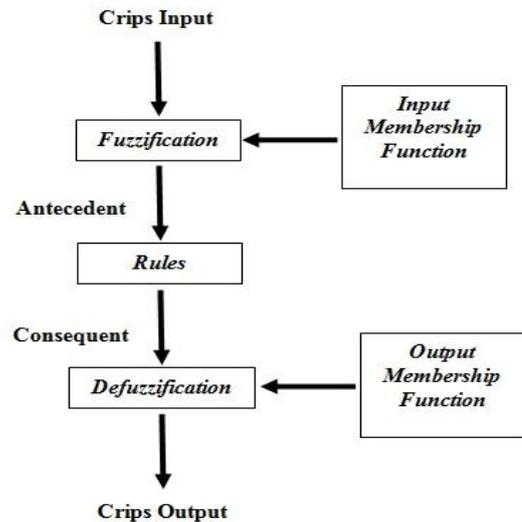 Crips Input
Fuzzification
Input
Membership
Function
Antecedent
Rules
Consequent
Defuzzification
Output
Membership
Function
Crips Output